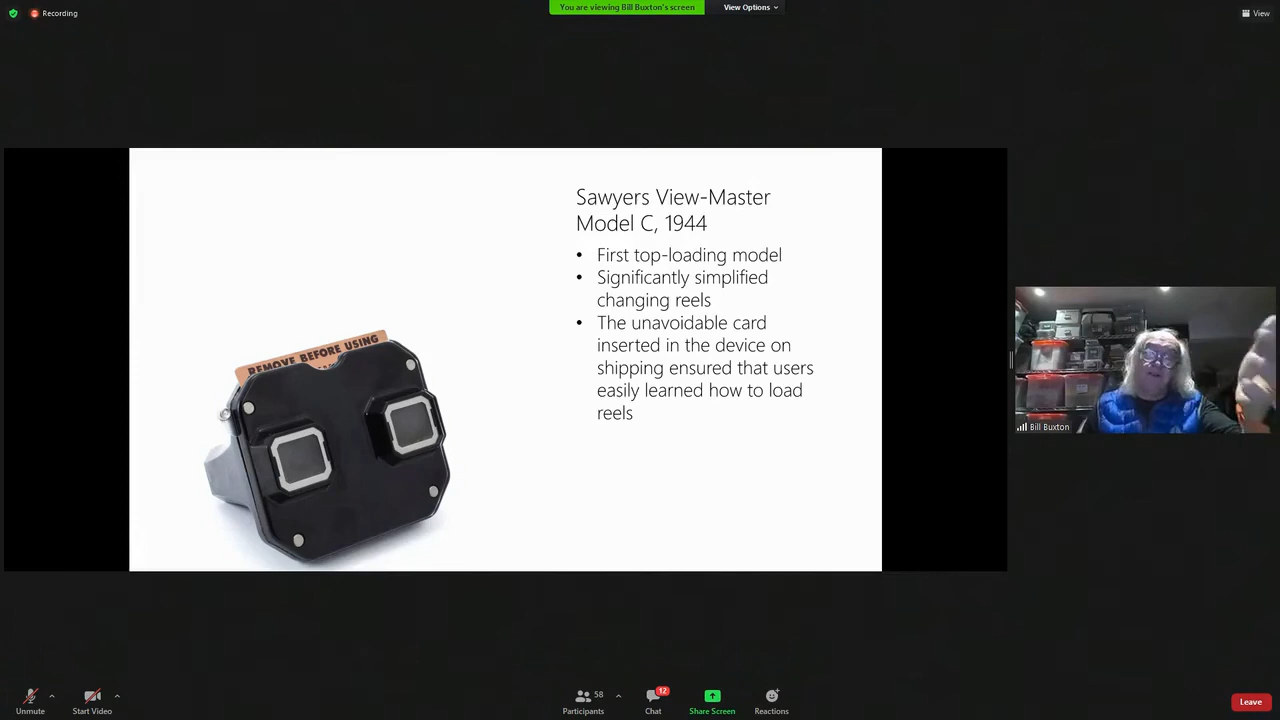 Recording
You are viewing Bill Buxton's screen
View Options
View
Sawyers View-Master
Model C, 1944
• First top-loading model
• Significantly simplified
changing reels
• The unavoidable card
inserted in the device on
shipping ensured that users
easily learned how to load
reels
REMOVE BEFORE USING
Bill Buxton
Unmute
Start Video
58
Participants
12
Chat
Share Screen
Reactions
Leave